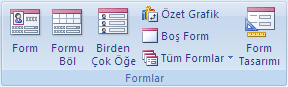 Form
Formu Böl
Birden Çok Öğe
Özet Grafik
Boş Form
Tüm Formlar
Form Tasarımı
Formlar